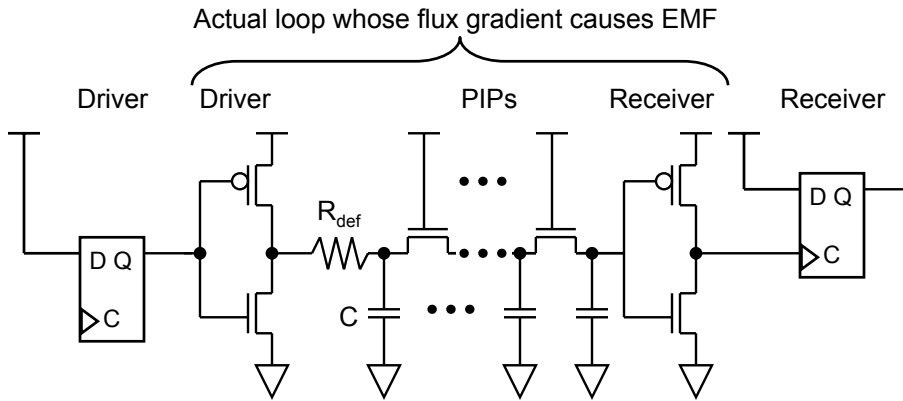 Actual loop whose flux gradient causes EMF
Driver Driver PIPs Receiver Receiver
R_def
D Q
C
C
D Q
C